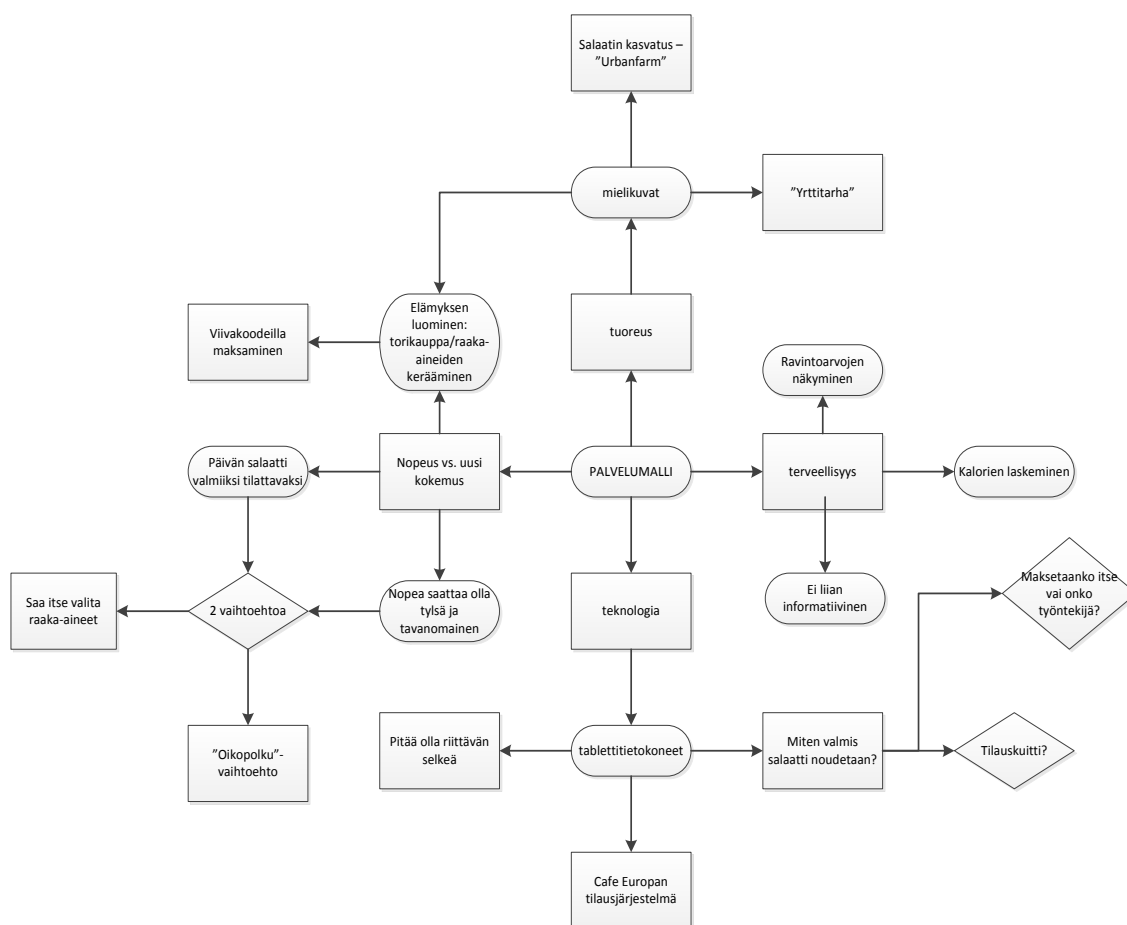 Salaatin kasvatus –
”Urbanfarm”
mielikuvat
”Yrttitarha”
Elämyksen
luominen:
torikauppa/raaka-
aineiden
kerääminen
Viivakoodeilla
maksaminen
tuoreus
Ravintoarvojen
näkyminen
Päivän salaatti
valmiiksi tilattavaksi
Nopeus vs. uusi
kokemus
PALVELUMALLI
terveellisyys
Kalorien laskeminen
Saa itse valita
raaka-aineet
2 vaihtoehtoa
Nopea saattaa olla
tylsä ja
tavanomainen
teknologia
Ei liian
informatiivinen
Maksetaanko itse
vai onko
työntekijä?
”Oikopolku”-
vaihtoehto
Pitää olla riittävän
selkeä
tablettitietokoneet
Miten valmis
salaatti noudetaan?
Tilauskuitti?
Cafe Europan
tilausjärjestelmä